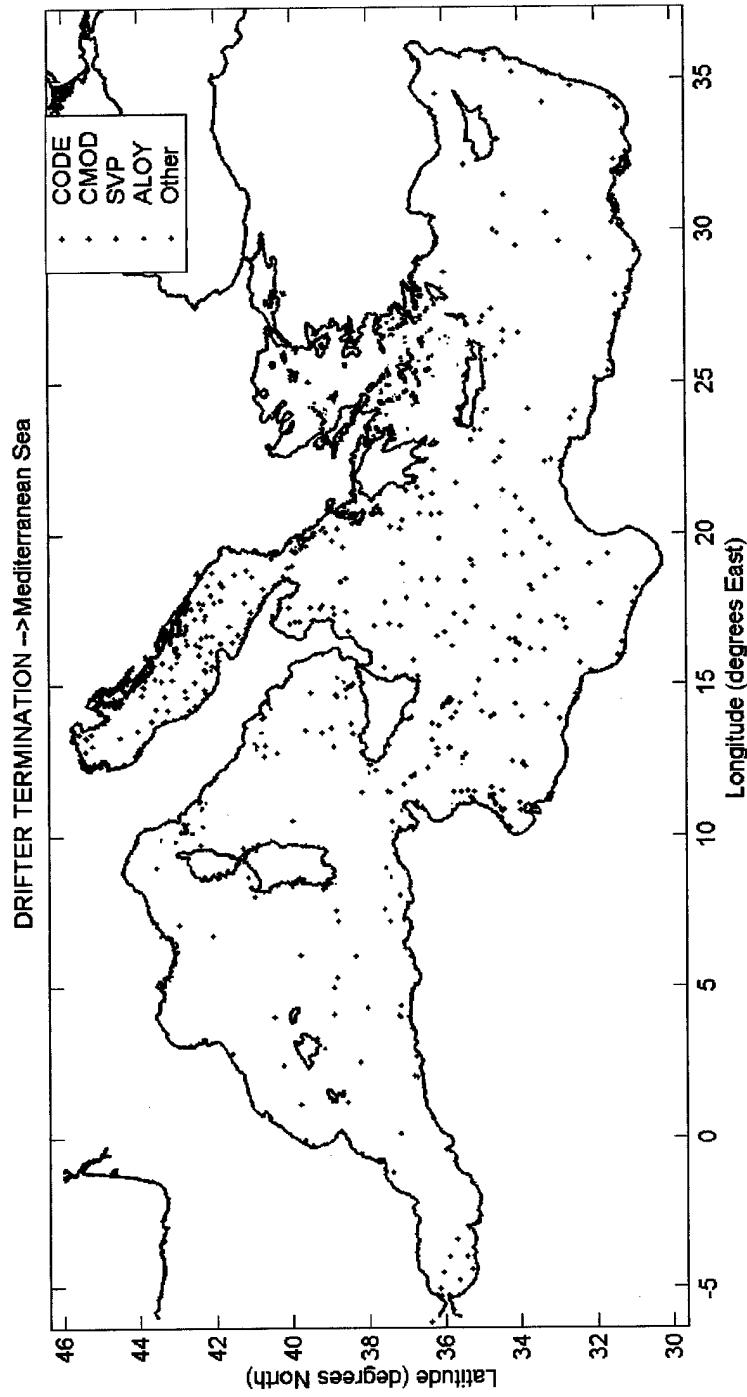 DRIFTER TERMINATION -->Mediterranean Sea
CODE
CMOD
SVP
ALOY
Other
Latitude (degrees North)
46
44
42
40
38
36
34
32
30
-5
0
5
10
15
20
25
30
35
Longitude (degrees East)